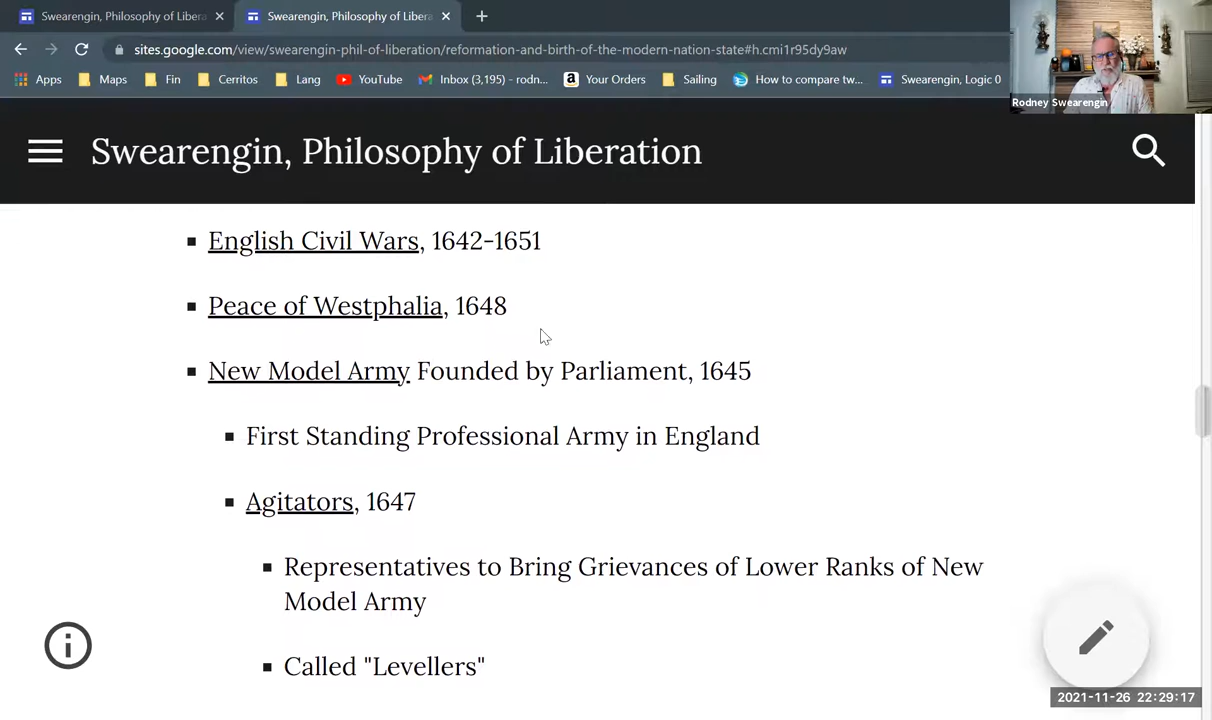 Swearengin, Philosophy of Libera
Swearengin, Philosophy of Libera
sites.google.com/view/swearengin-phil-of-liberation/reformation-and-birth-of-the-modern-nation-state#h.cmi1r95dy9aw
Apps Maps Fin Cerritos Lang YouTube Inbox (3,195) - rodn... Your Orders Sailing How to compare tw... Swearengin, Logic 0
Rodney Swearengin
Swearengin, Philosophy of Liberation
▪ English Civil Wars, 1642-1651
▪ Peace of Westphalia, 1648
▪ New Model Army Founded by Parliament, 1645
▪ First Standing Professional Army in England
▪ Agitators, 1647
▪ Representatives to Bring Grievances of Lower Ranks of New
Model Army
▪ Called "Levellers"
2021-11-26 22:29:17